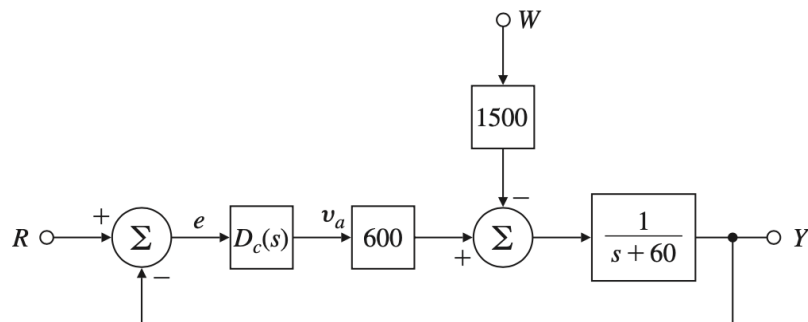 W
1500
−
R
+
Σ
−
e
D_c(s)
v_a
600
+
Σ
1
s + 60
Y